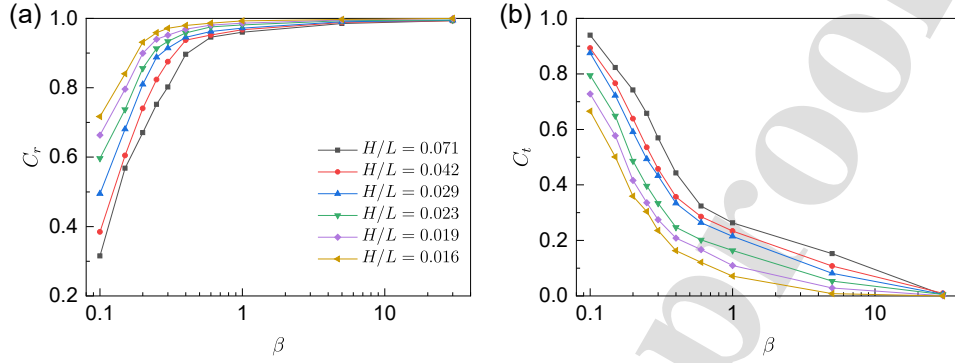 (a)
1.0
0.8
0.6
0.4
0.2
C_r
0.1
1
10
β
H/L = 0.071
H/L = 0.042
H/L = 0.029
H/L = 0.023
H/L = 0.019
H/L = 0.016
(b)
1.0
0.8
0.6
0.4
0.2
0.0
C_t
0.1
1
10
β
proof